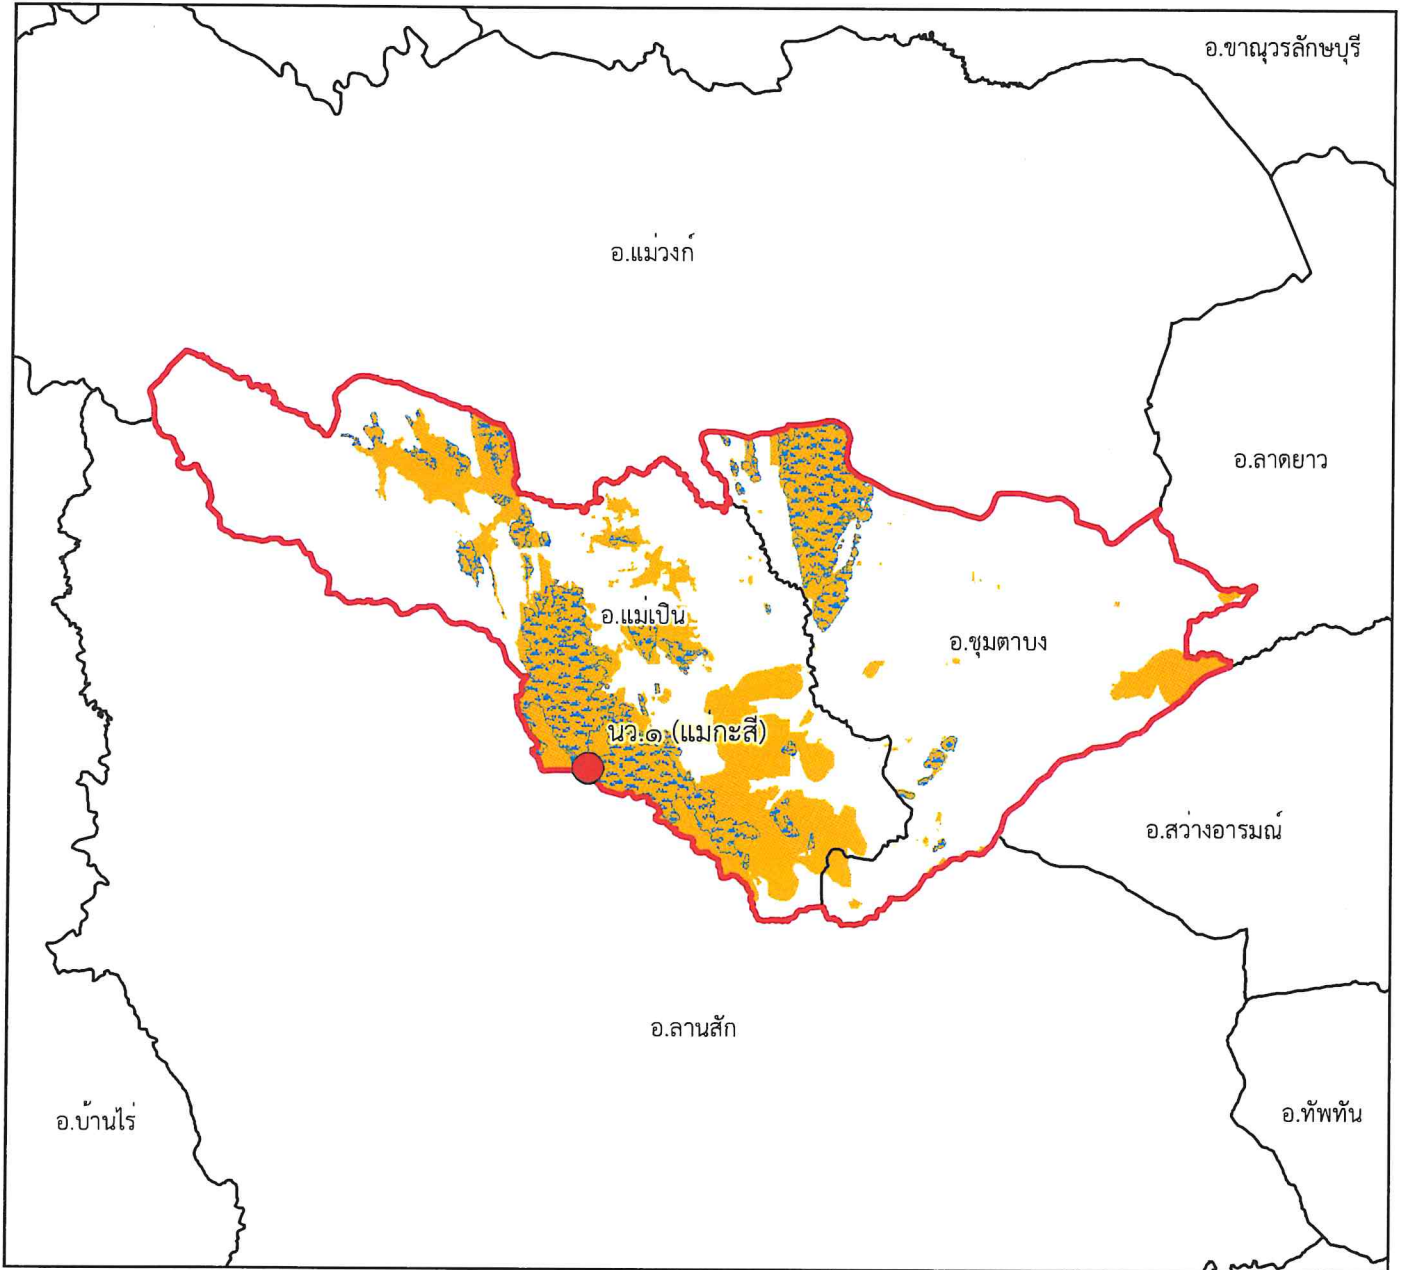 อ.ขาณุวรลักษบุรี
อ.แม่วงก์
อ.ลาดยาว
อ.แม่เปิน
อ.ชุมตาบง
นว.๑ (แม่กะสี)
อ.สว่างอารมณ์
อ.ลานสัก
อ.บ้านไร่
อ.ทัพทัน